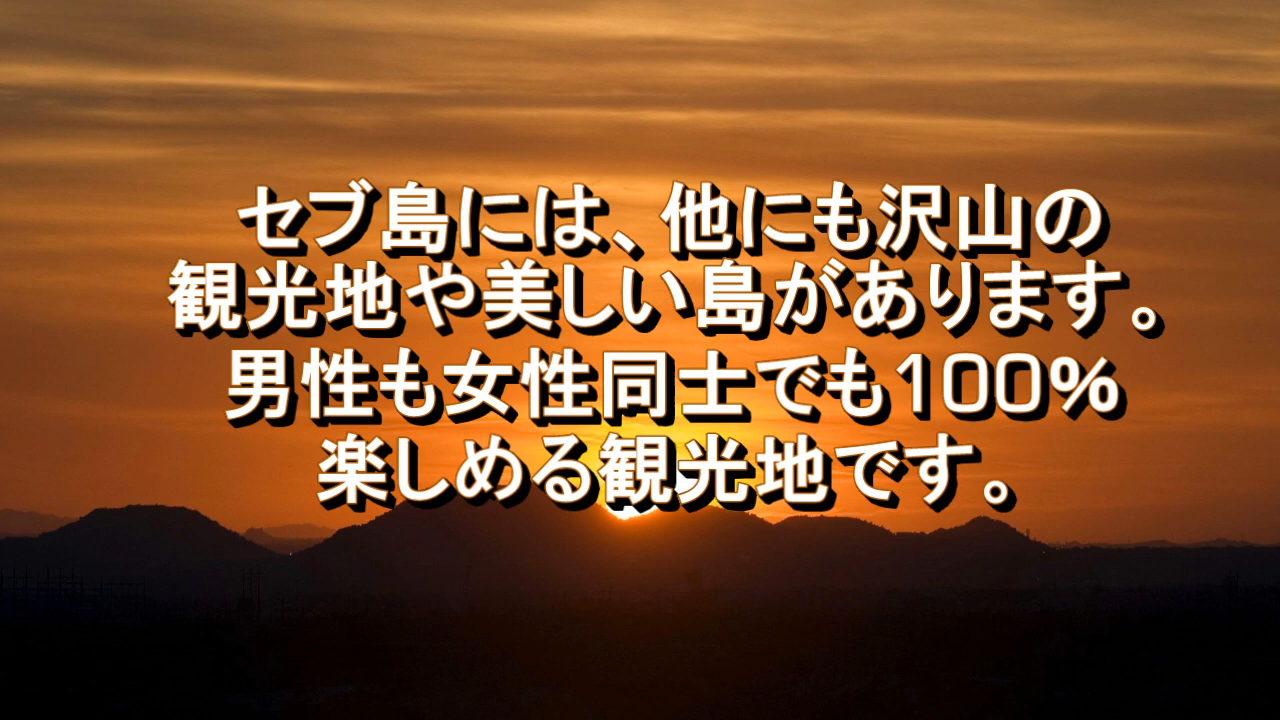 セブ島には、他にも沢山の
観光地や美しい島があります。
男性も女性同士でも100%
楽しめる観光地です。